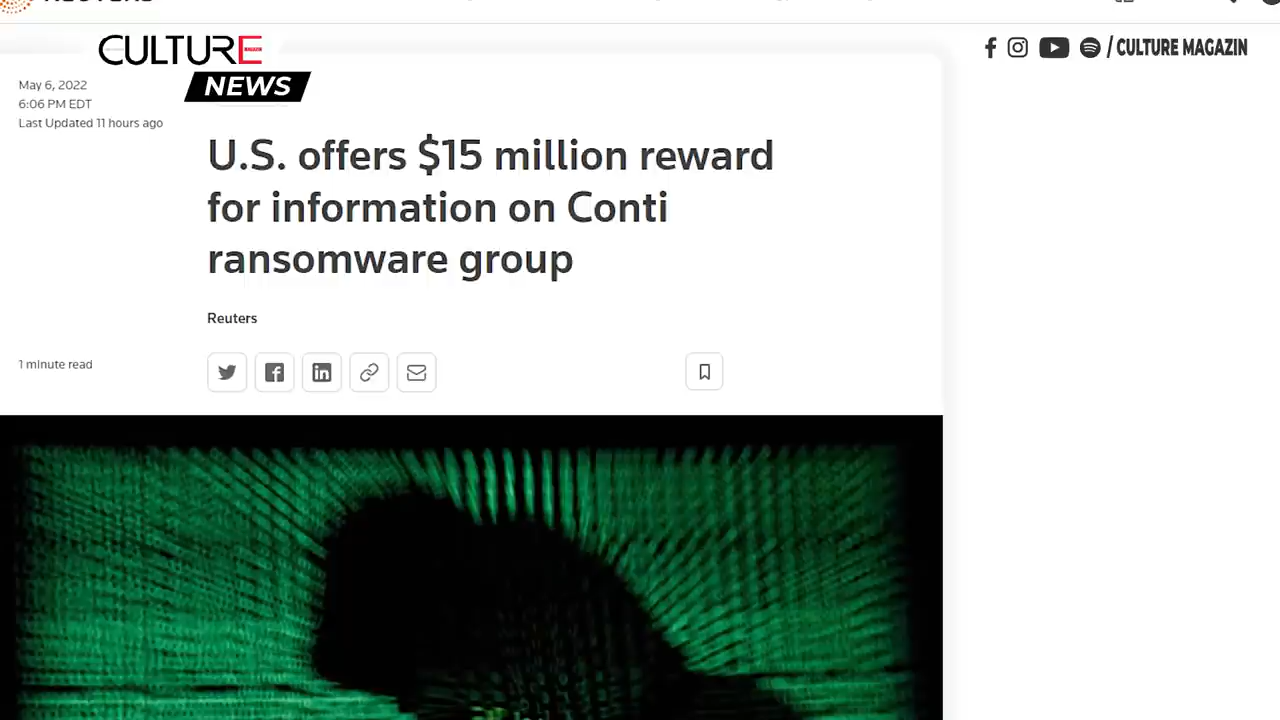 REUTERS
CULTURE
NEWS
/ CULTURE MAGAZIN
May 6, 2022
6:06 PM EDT
Last Updated 11 hours ago
U.S. offers $15 million reward
for information on Conti
ransomware group
Reuters
1 minute read